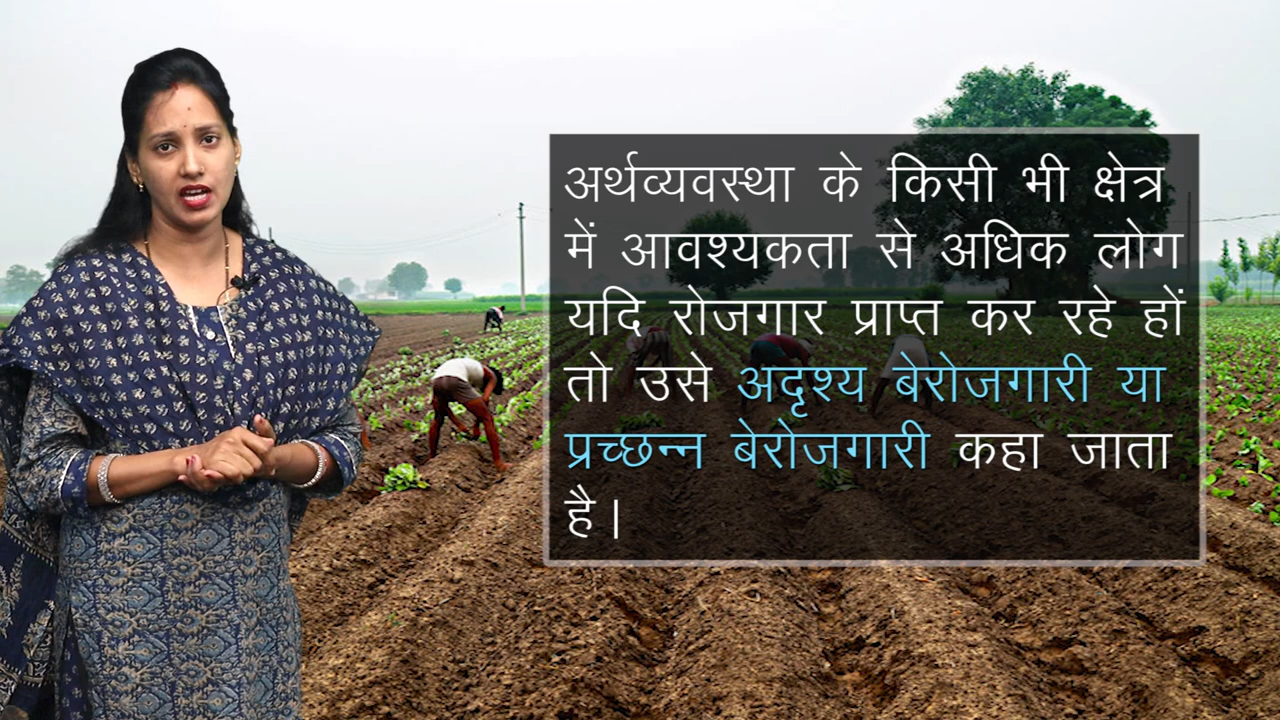 अर्थव्यवस्था के किसी भी क्षेत्र
में आवश्यकता से अधिक लोग
यदि रोजगार प्राप्त कर रहे हों
तो उसे अदृश्य बेरोजगारी या
प्रच्छन्न बेरोजगारी कहा जाता
है।